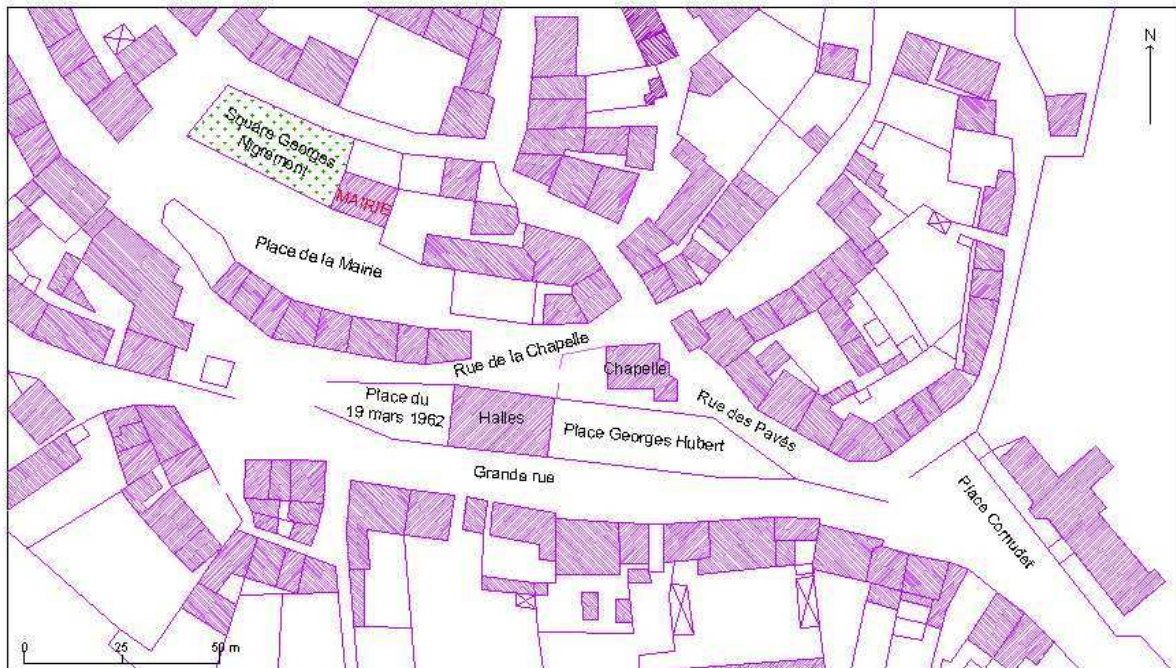 N
Square Georges
Nigremont
MAIRIE
Place de la Mairie
Rue de la Chapelle
Chapelle
Place du
19 mars 1962
Halles
Rue des Pavés
Place Georges Hubert
Grande rue
Place Cornudet
0 25 50 m